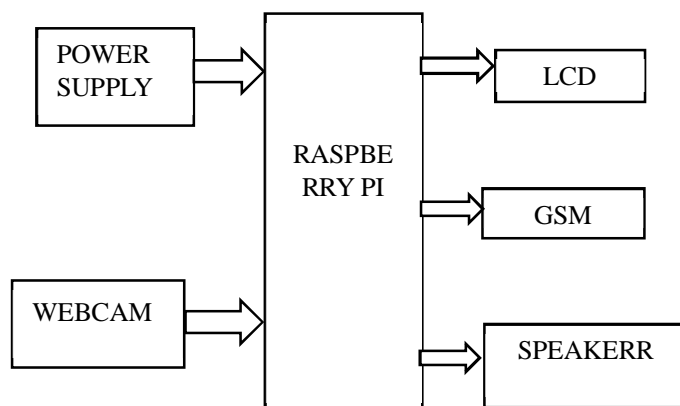 POWER
SUPPLY
LCD
RASPBE
RRY PI
GSM
WEBCAM
SPEAKERR